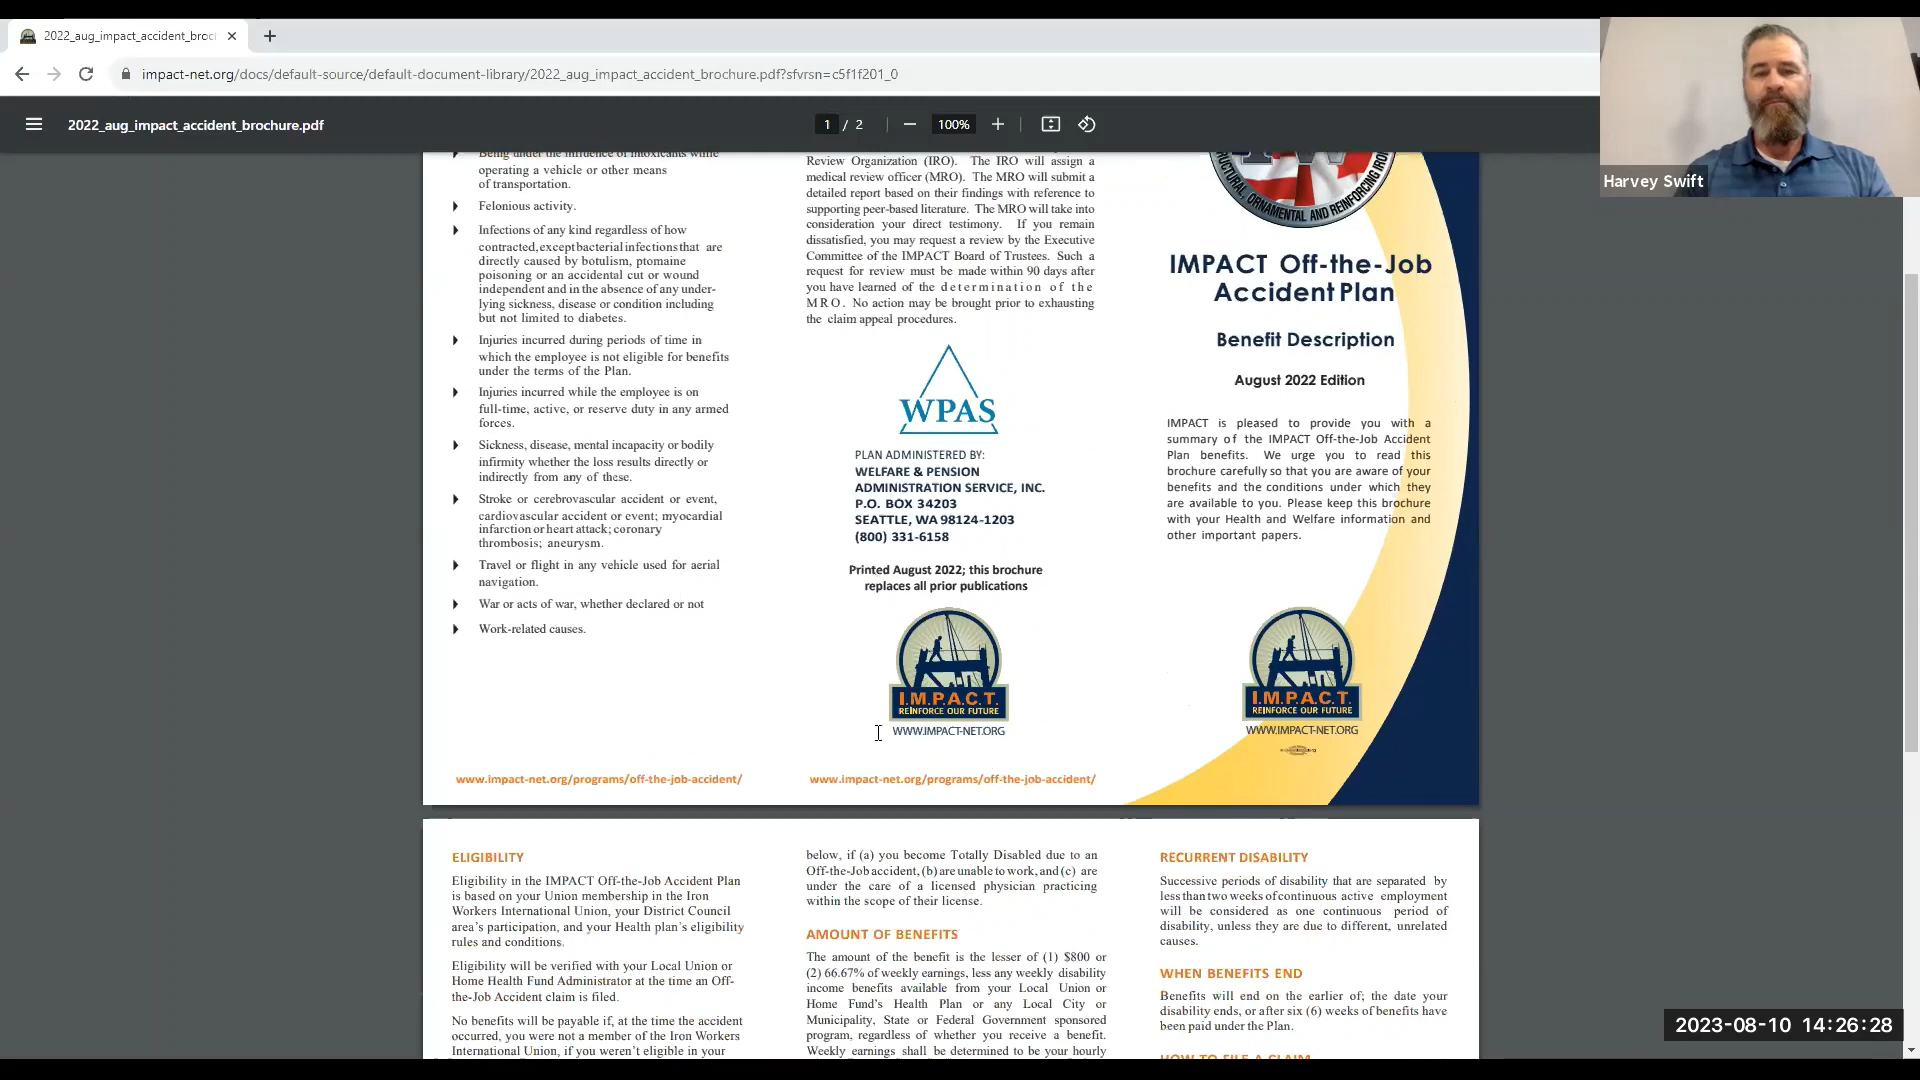 2022_aug_impact_accident_broc
impact-net.org/docs/default-source/default-document-library/2022_aug_impact_accident_brochure.pdf?sfvrsn=c5f1f201_0
2022_aug_impact_accident_brochure.pdf
1 / 2
100%
Harvey Swift
Being under the influence of intoxicants while
operating a vehicle or other means
of transportation.
Felonious activity.
Infections of any kind regardless of how
contracted, except bacterial infections that are
directly caused by botulism, ptomaine
poisoning or an accidental cut or wound
independent and in the absence of any under-
lying sickness, disease or condition including
but not limited to diabetes.
Injuries incurred during periods of time in
which the employee is not eligible for benefits
under the terms of the Plan.
Injuries incurred while the employee is on
full-time, active, or reserve duty in any armed
forces.
Sickness, disease, mental incapacity or bodily
infirmity whether the loss results directly or
indirectly from any of these.
Stroke or cerebrovascular accident or event,
cardiovascular accident or event; myocardial
infarction or heart attack; coronary
thrombosis; aneurysm.
Travel or flight in any vehicle used for aerial
navigation.
War or acts of war, whether declared or not
Work-related causes.
www.impact-net.org/programs/off-the-job-accident/
Review Organization (IRO). The IRO will assign a
medical review officer (MRO). The MRO will submit a
detailed report based on their findings with reference to
supporting peer-based literature. The MRO will take into
consideration your direct testimony. If you remain
dissatisfied, you may request a review by the Executive
Committee of the IMPACT Board of Trustees. Such a
request for review must be made within 90 days after
you have learned of the determination of the
MRO. No action may be brought prior to exhausting
the claim appeal procedures.
WPAS
PLAN ADMINISTERED BY:
WELFARE & PENSION
ADMINISTRATION SERVICE, INC.
P.O. BOX 34203
SEATTLE, WA 98124-1203
(800) 331-6158
Printed August 2022; this brochure
replaces all prior publications
I.M.P.A.C.T.
REINFORCE OUR FUTURE
WWW.IMPACT-NET.ORG
www.impact-net.org/programs/off-the-job-accident/
STRUCTURAL, ORNAMENTAL AND REINFORCING IRON
IMPACT Off-the-Job
Accident Plan
Benefit Description
August 2022 Edition
IMPACT is pleased to provide you with a
summary of the IMPACT Off-the-Job Accident
Plan benefits. We urge you to read this
brochure carefully so that you are aware of your
benefits and the conditions under which they
are available to you. Please keep this brochure
with your Health and Welfare information and
other important papers.
I.M.P.A.C.T.
REINFORCE OUR FUTURE
WWW.IMPACT-NET.ORG
ELIGIBILITY
Eligibility in the IMPACT Off-the-Job Accident Plan
is based on your Union membership in the Iron
Workers International Union, your District Council
area's participation, and your Health plan's eligibility
rules and conditions.
Eligibility will be verified with your Local Union or
Home Health Fund Administrator at the time an Off-
the-Job Accident claim is filed.
No benefits will be payable if, at the time the accident
occurred, you were not a member of the Iron Workers
International Union, if you weren't eligible in your
below, if (a) you become Totally Disabled due to an
Off-the-Job accident, (b) are unable to work, and (c) are
under the care of a licensed physician practicing
within the scope of their license.
AMOUNT OF BENEFITS
The amount of the benefit is the lesser of (1) $800 or
(2) 66.67% of weekly earnings, less any weekly disability
income benefits available from your Local Union or
Home Fund's Health Plan or any Local City or
Municipality, State or Federal Government sponsored
program, regardless of whether you receive a benefit.
Weekly earnings shall be determined to be your hourly
RECURRENT DISABILITY
Successive periods of disability that are separated by
less than two weeks of continuous active employment
will be considered as one continuous period of
disability, unless they are due to different, unrelated
causes.
WHEN BENEFITS END
Benefits will end on the earlier of; the date your
disability ends, or after six (6) weeks of benefits have
been paid under the Plan.
HOW TO FILE A CLAIM
2023-08-10 14:26:28